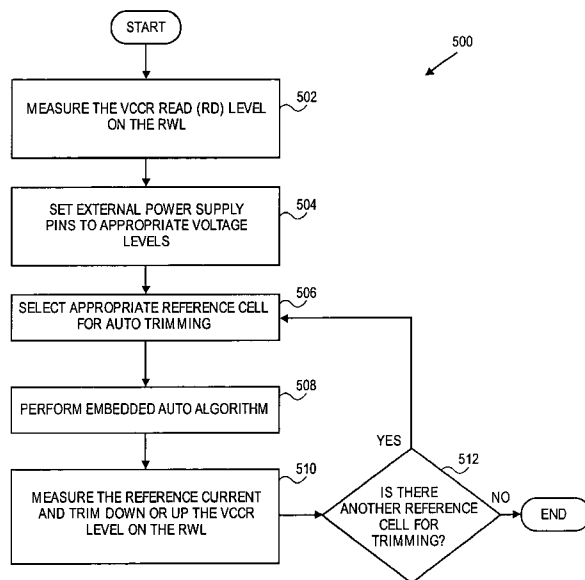 START
500
MEASURE THE VCCR READ (RD) LEVEL
ON THE RWL
502
SET EXTERNAL POWER SUPPLY
PINS TO APPROPRIATE VOLTAGE
LEVELS
504
SELECT APPROPRIATE REFERENCE CELL
FOR AUTO TRIMMING
506
PERFORM EMBEDDED AUTO ALGORITHM
508
MEASURE THE REFERENCE CURRENT
AND TRIM DOWN OR UP THE VCCR
LEVEL ON THE RWL
510
YES
512
IS THERE
ANOTHER REFERENCE
CELL FOR
TRIMMING?
NO
END